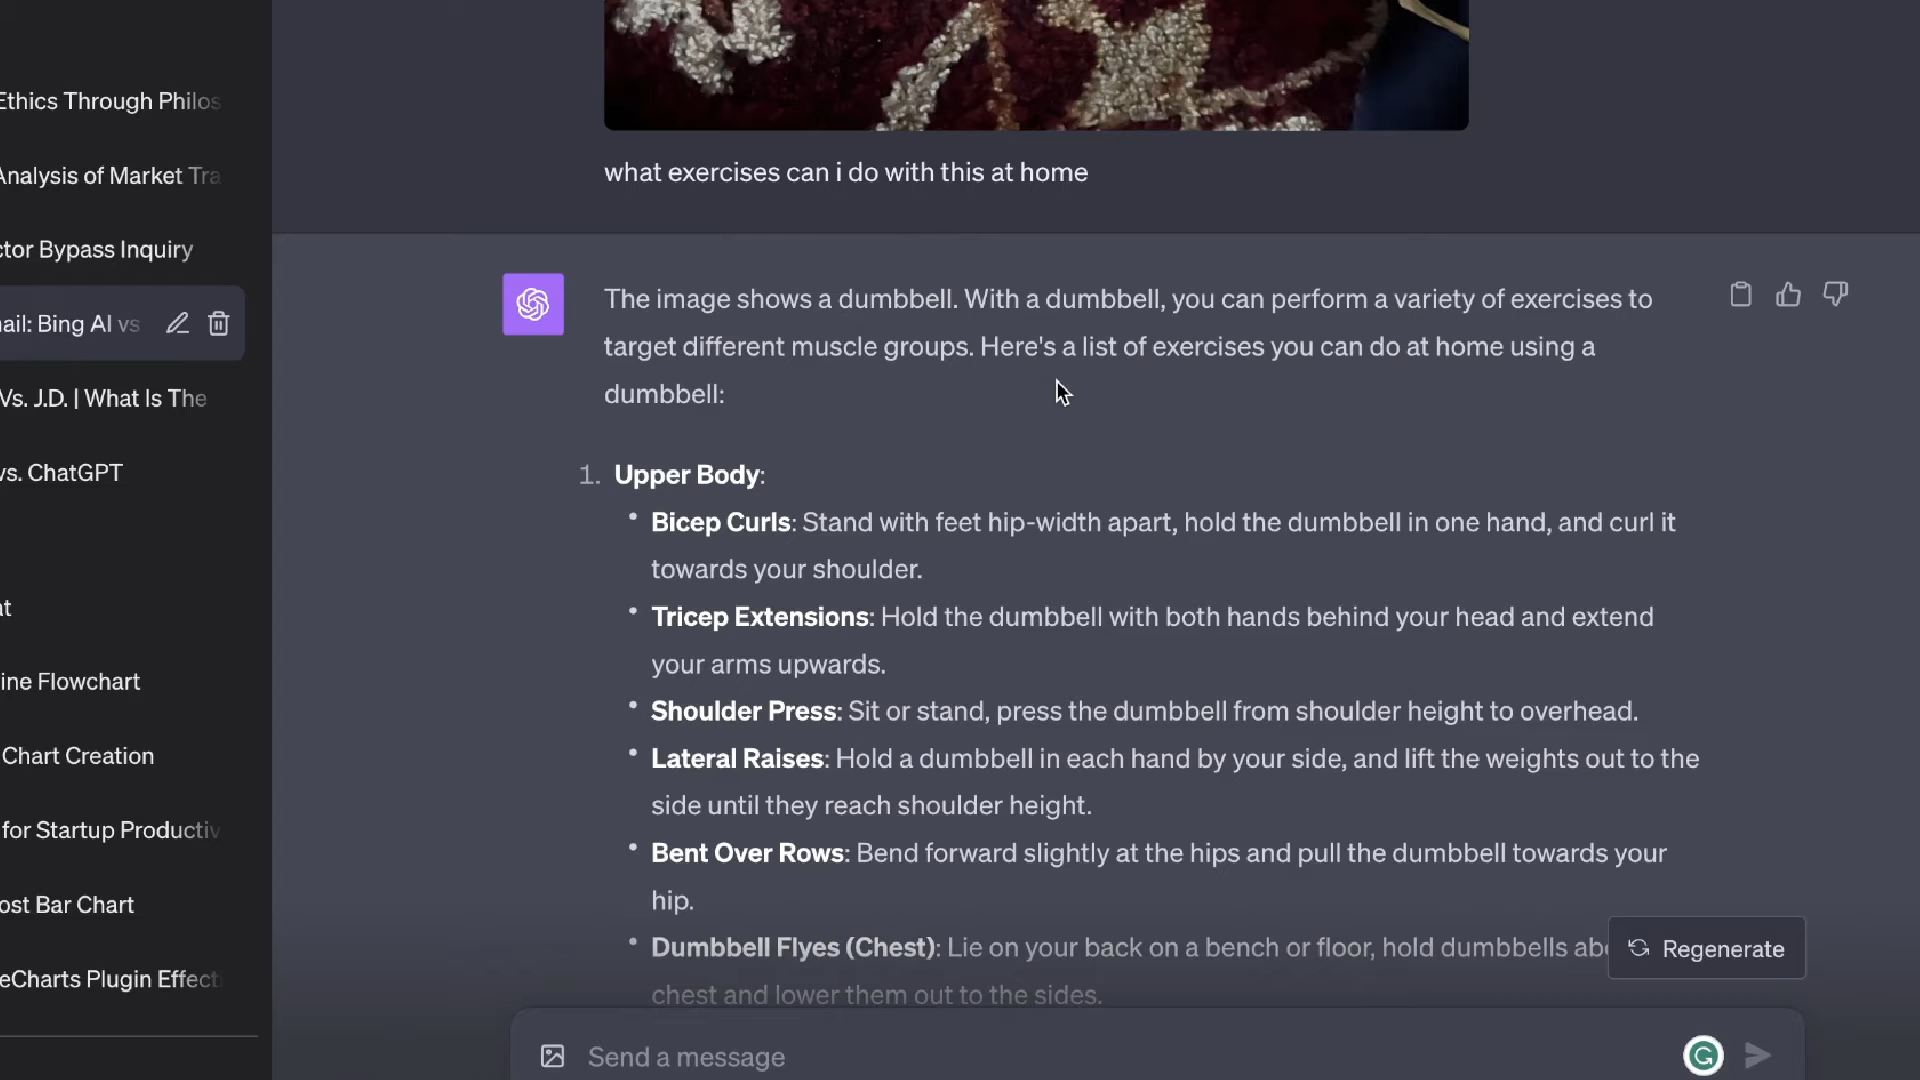 Ethics Through Philos
Analysis of Market Tra
ctor Bypass Inquiry
ail: Bing AI vs
Vs. J.D. | What Is The
vs. ChatGPT
at
ine Flowchart
Chart Creation
for Startup Productiv
ost Bar Chart
eCharts Plugin Effect
what exercises can i do with this at home
The image shows a dumbbell. With a dumbbell, you can perform a variety of exercises to
target different muscle groups. Here's a list of exercises you can do at home using a
dumbbell:
1. Upper Body:
• Bicep Curls: Stand with feet hip-width apart, hold the dumbbell in one hand, and curl it
towards your shoulder.
• Tricep Extensions: Hold the dumbbell with both hands behind your head and extend
your arms upwards.
• Shoulder Press: Sit or stand, press the dumbbell from shoulder height to overhead.
• Lateral Raises: Hold a dumbbell in each hand by your side, and lift the weights out to the
side until they reach shoulder height.
• Bent Over Rows: Bend forward slightly at the hips and pull the dumbbell towards your
hip.
• Dumbbell Flyes (Chest): Lie on your back on a bench or floor, hold dumbbells abo
chest and lower them out to the sides.
Regenerate
Send a message